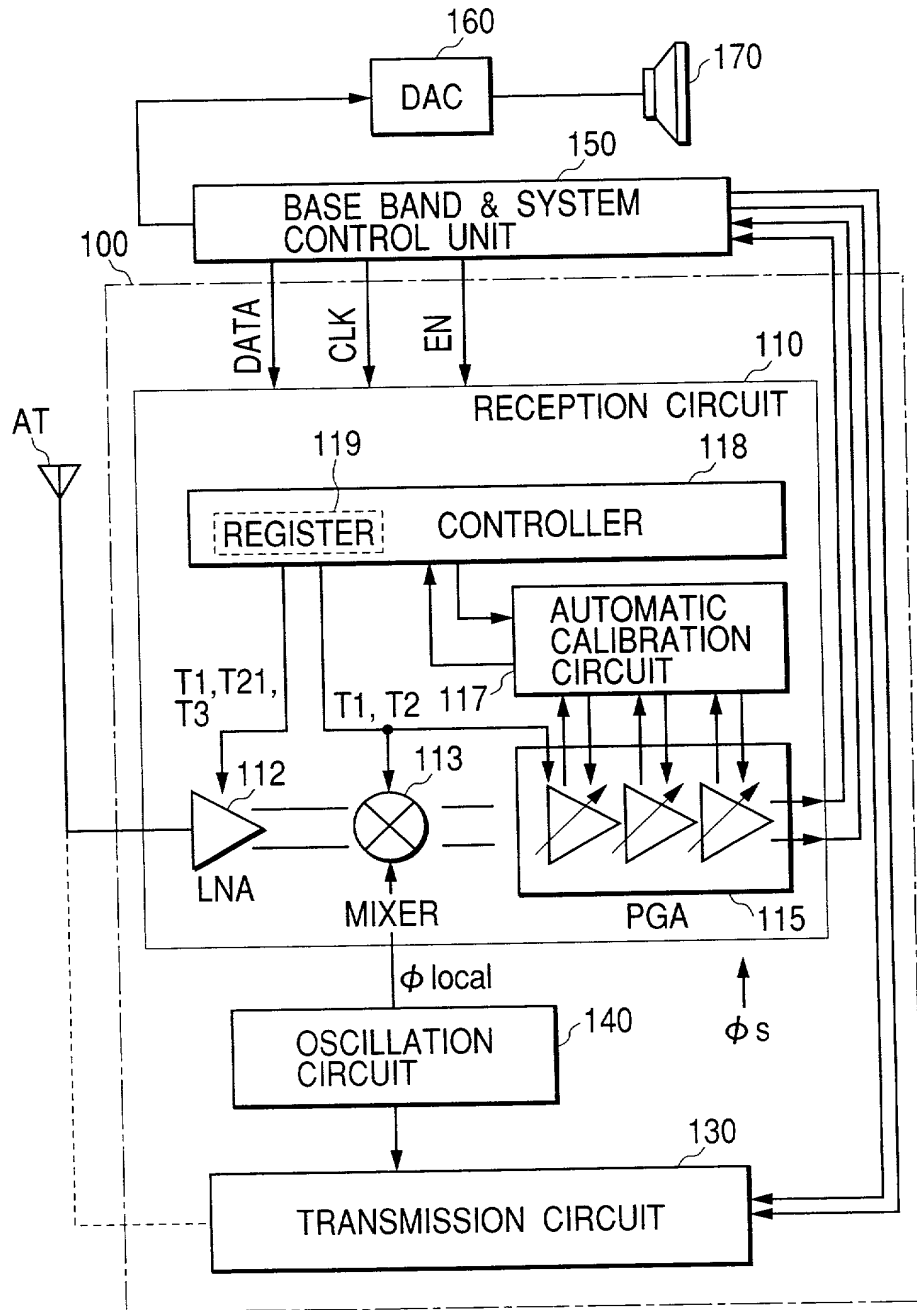 160
DAC
170
150
BASE BAND & SYSTEM
CONTROL UNIT
100
DATA
CLK
EN
110
RECEPTION CIRCUIT
AT
119
118
REGISTER
CONTROLLER
AUTOMATIC
CALIBRATION
CIRCUIT
117
T1,T21,
T3
T1, T2
112
113
LNA
MIXER
PGA
115
ϕ local
ϕ s
140
OSCILLATION
CIRCUIT
130
TRANSMISSION CIRCUIT